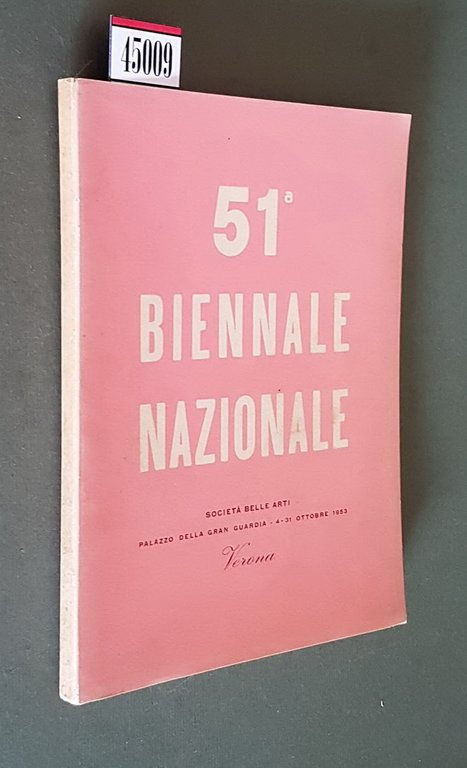 45009
51ª
BIENNALE
NAZIONALE
SOCIETÀ BELLE ARTI
PALAZZO DELLA GRAN GUARDIA - 4-31 OTTOBRE 1953
Verona